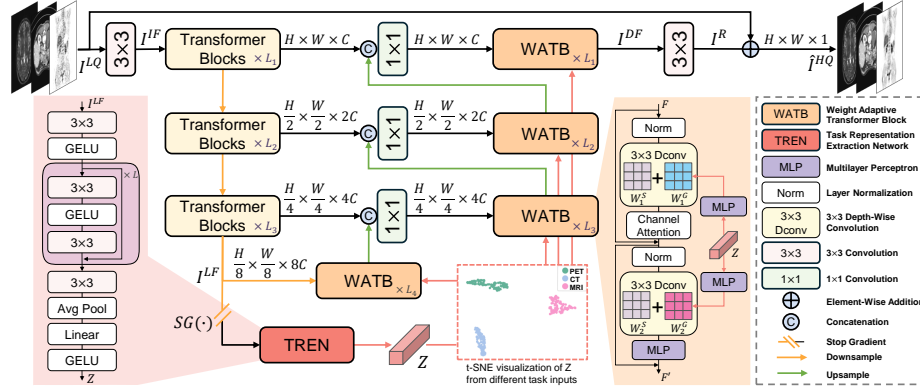 I^{LQ}
3×3
I^{IF}
Transformer
Blocks × L_1
H × W × C
C
1×1
H × W × C
WATB
× L_1
I^{DF}
3×3
I^R
H × W × 1
Î^{HQ}
Transformer
Blocks × L_2
H/2 × W/2 × 2C
C
1×1
H/2 × W/2 × 2C
WATB
× L_2
Transformer
Blocks × L_3
H/4 × W/4 × 4C
C
1×1
H/4 × W/4 × 4C
WATB
× L_3
I^{LF}
H/8 × W/8 × 8C
WATB
× L_4
SG(·)
TREN
Z
PET
CT
MRI
t-SNE visualization of Z
from different task inputs
I^{LF}
3×3
GELU
× L
3×3
GELU
3×3
3×3
Avg Pool
Linear
GELU
Z
F
Norm
3×3 Dconv
+
W_1^S
W_1^G
Channel
Attention
MLP
Z
Norm
MLP
3×3 Dconv
+
W_2^S
W_2^G
MLP
F'
WATB
Weight Adaptive
Transformer Block
TREN
Task Representation
Extraction Network
MLP
Multilayer Perceptron
Norm
Layer Normalization
3×3
Dconv
3×3 Depth-Wise
Convolution
3×3
3×3 Convolution
1×1
1×1 Convolution
Element-Wise Addition
C
Concatenation
Stop Gradient
Downsample
Upsample